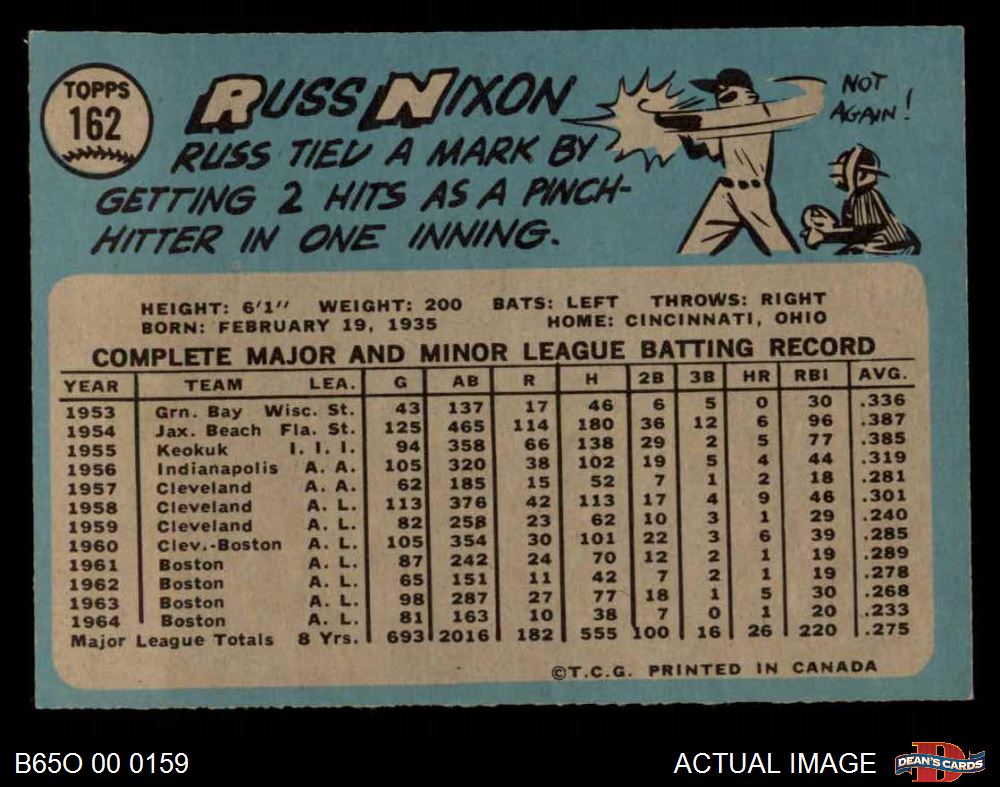 TOPPS
162
RUSS NIXON
RUSS TIED A MARK BY
GETTING 2 HITS AS A PINCH-
HITTER IN ONE INNING.
NOT
AGAIN!
HEIGHT: 6'1" WEIGHT: 200 BATS: LEFT THROWS: RIGHT
BORN: FEBRUARY 19, 1935 HOME: CINCINNATI, OHIO
COMPLETE MAJOR AND MINOR LEAGUE BATTING RECORD
YEAR TEAM LEA. G AB R H 2B 3B HR RBI AVG.
1953 Grn. Bay Wisc. St. 43 137 17 46 6 5 0 30 .336
1954 Jax. Beach Fla. St. 125 465 114 180 36 12 6 96 .387
1955 Keokuk I. I. I. 94 358 66 138 29 2 5 77 .385
1956 Indianapolis A. A. 105 320 38 102 19 5 4 44 .319
1957 Cleveland A. A. 62 185 15 52 7 1 2 18 .281
1958 Cleveland A. L. 113 376 42 113 17 4 9 46 .301
1959 Cleveland A. L. 82 258 23 62 10 3 1 29 .240
1960 Clev.-Boston A. L. 105 354 30 101 22 3 6 39 .285
1961 Boston A. L. 87 242 24 70 12 2 1 19 .289
1962 Boston A. L. 65 151 11 42 7 2 1 19 .278
1963 Boston A. L. 98 287 27 77 18 1 5 30 .268
1964 Boston A. L. 81 163 10 38 7 0 1 20 .233
Major League Totals 8 Yrs. 693 2016 182 555 100 16 26 220 .275
©T.C.G. PRINTED IN CANADA
B65O 00 0159
ACTUAL IMAGE
DEAN'S CARDS